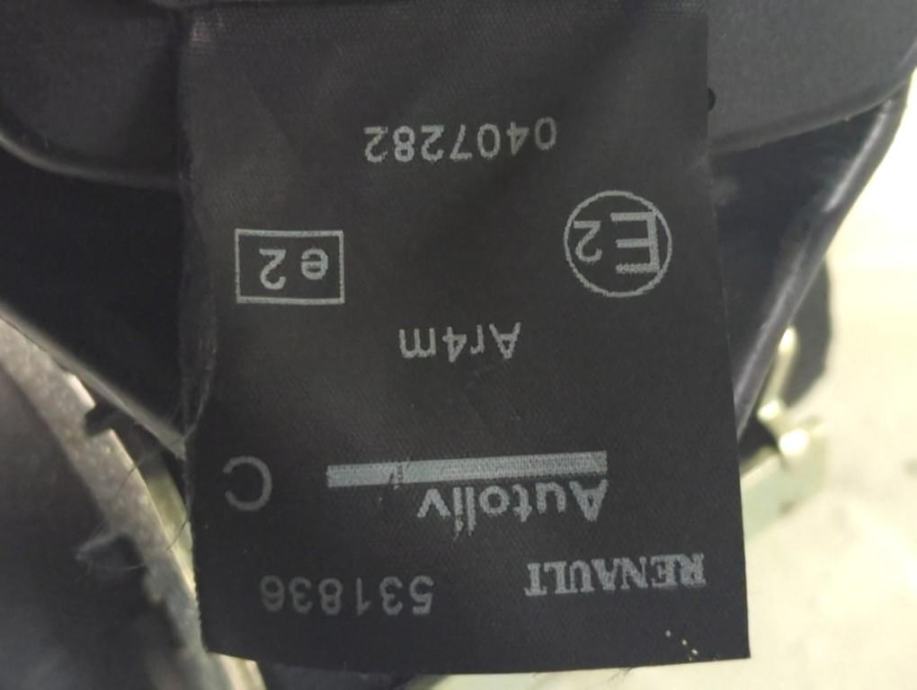 RENAULT 531836
Autoliv C
Ar4m
E2 e2
0407282